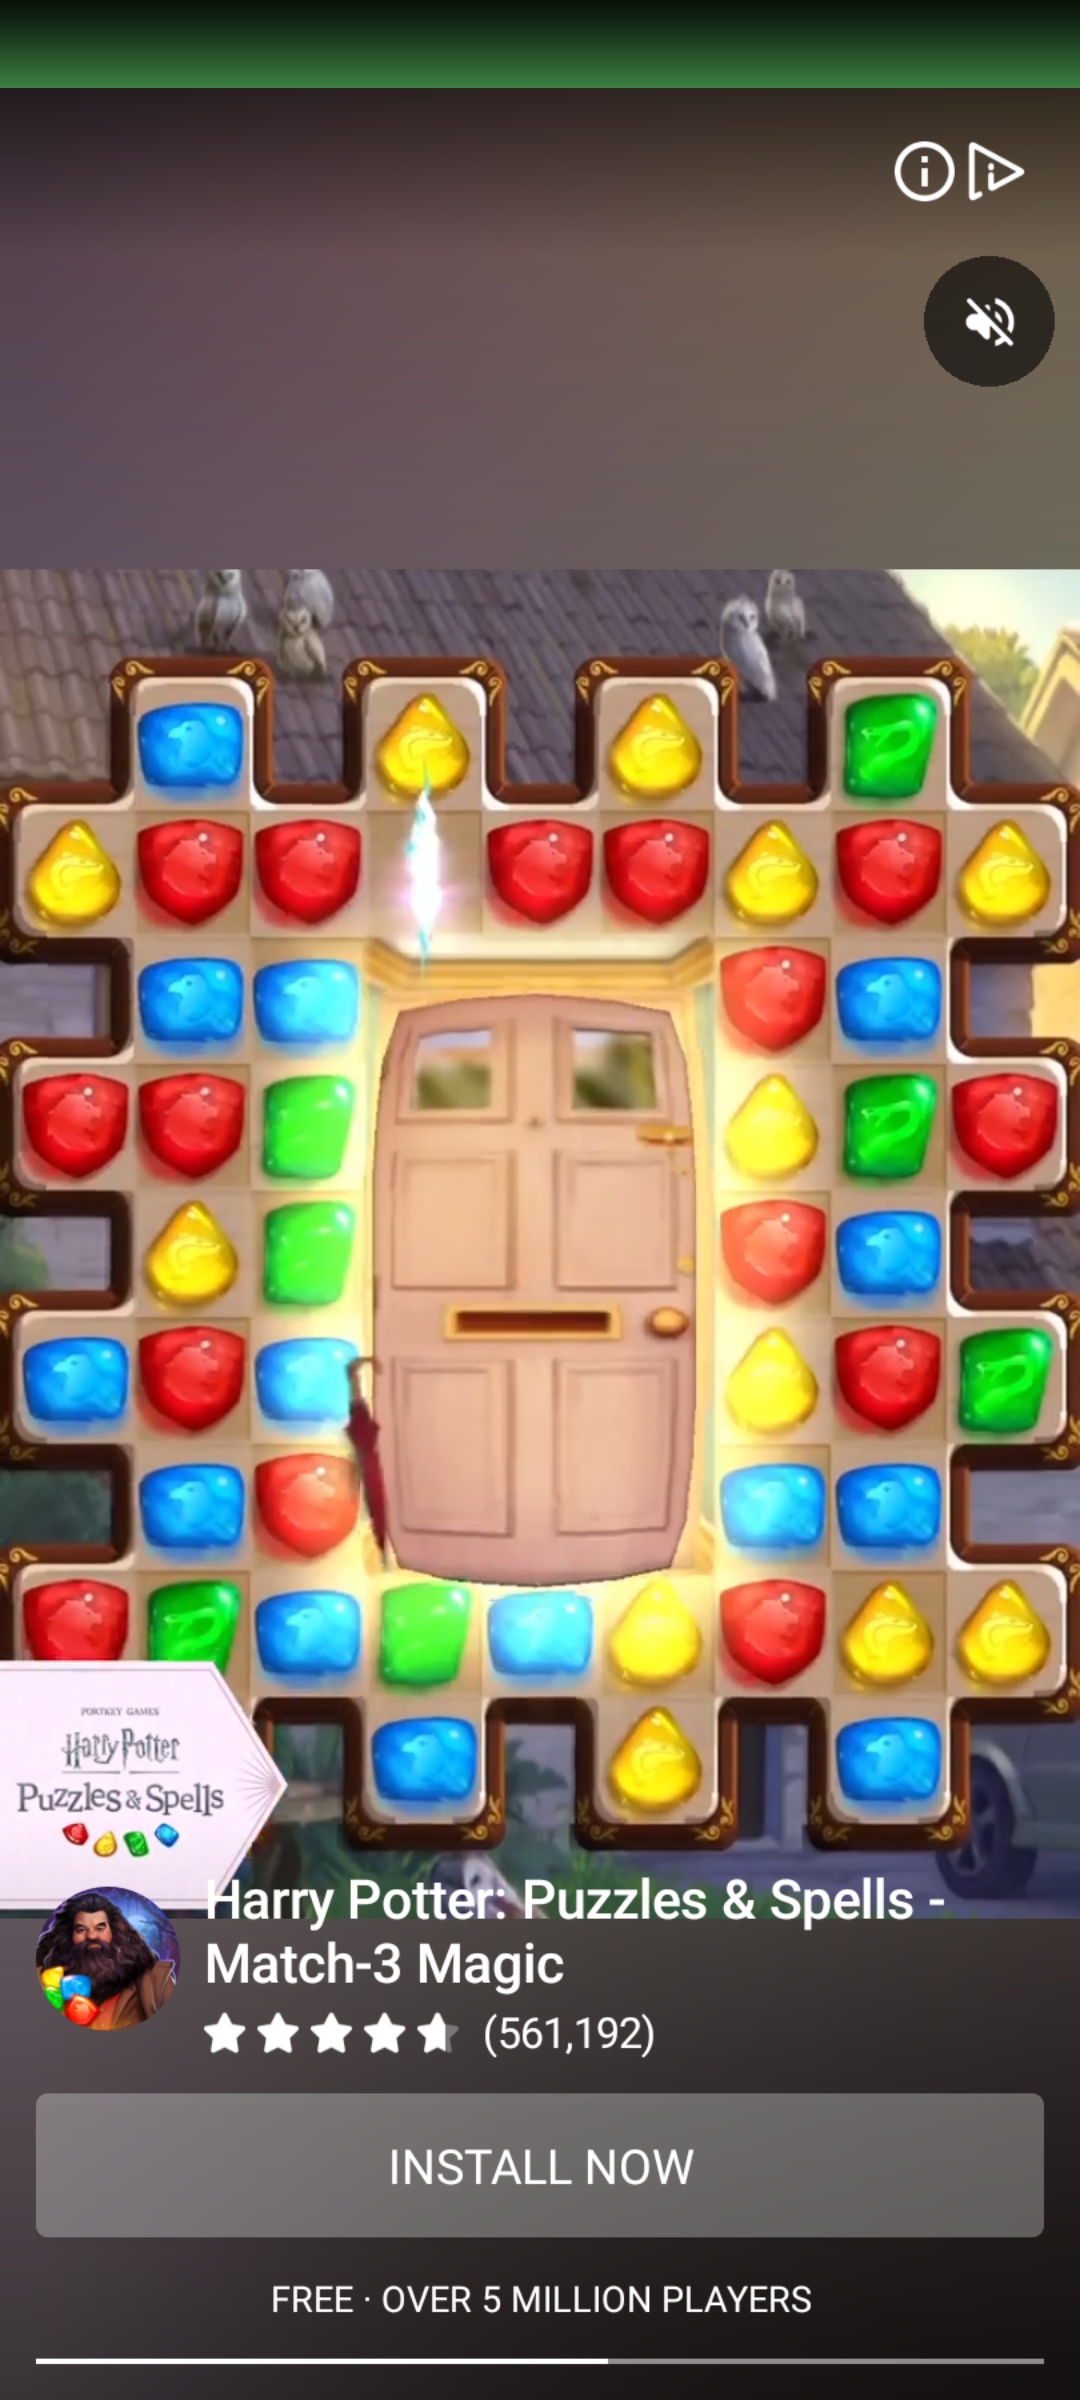 PORTKEY GAMES
Harry Potter
Puzzles & Spells
Harry Potter: Puzzles & Spells -
Match-3 Magic
(561,192)
INSTALL NOW
FREE · OVER 5 MILLION PLAYERS